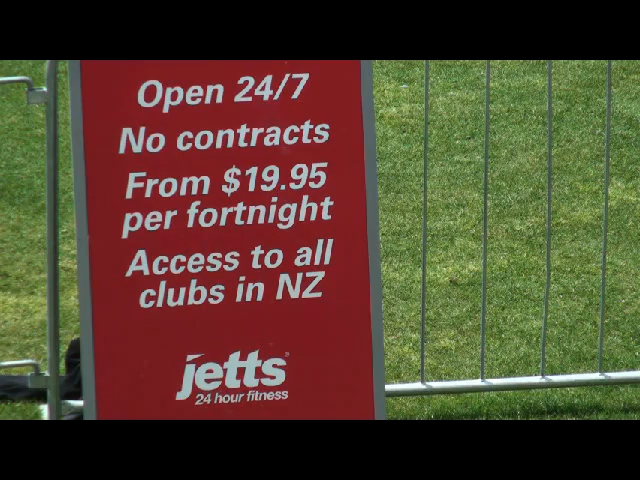 Open 24/7
No contracts
From $19.95
per fortnight
Access to all
clubs in NZ
jetts
24 hour fitness